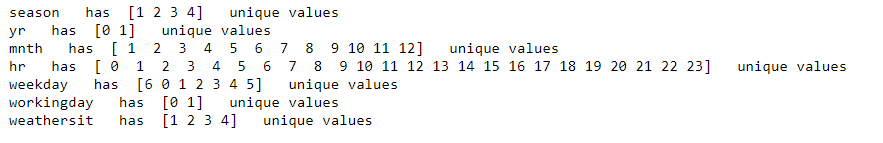 season   has  [1 2 3 4]   unique values
yr   has  [0 1]   unique values
mnth   has  [ 1  2  3  4  5  6  7  8  9 10 11 12]   unique values
hr   has  [ 0  1  2  3  4  5  6  7  8  9 10 11 12 13 14 15 16 17 18 19 20 21 22 23]   unique values
weekday   has  [6 0 1 2 3 4 5]   unique values
workingday   has  [0 1]   unique values
weathersit   has  [1 2 3 4]   unique values